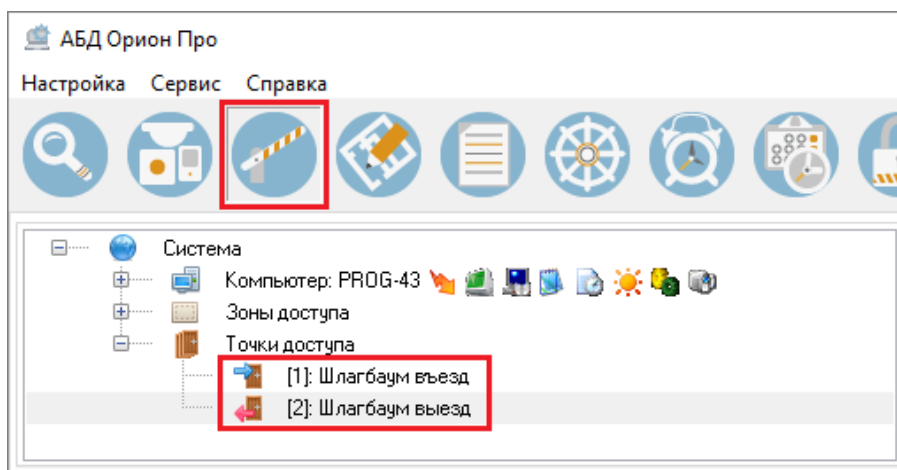 АБД Орион Про
Настройка Сервис Справка
Система
Компьютер: PROG-43
Зоны доступа
Точки доступа
[1]: Шлагбаум въезд
[2]: Шлагбаум выезд